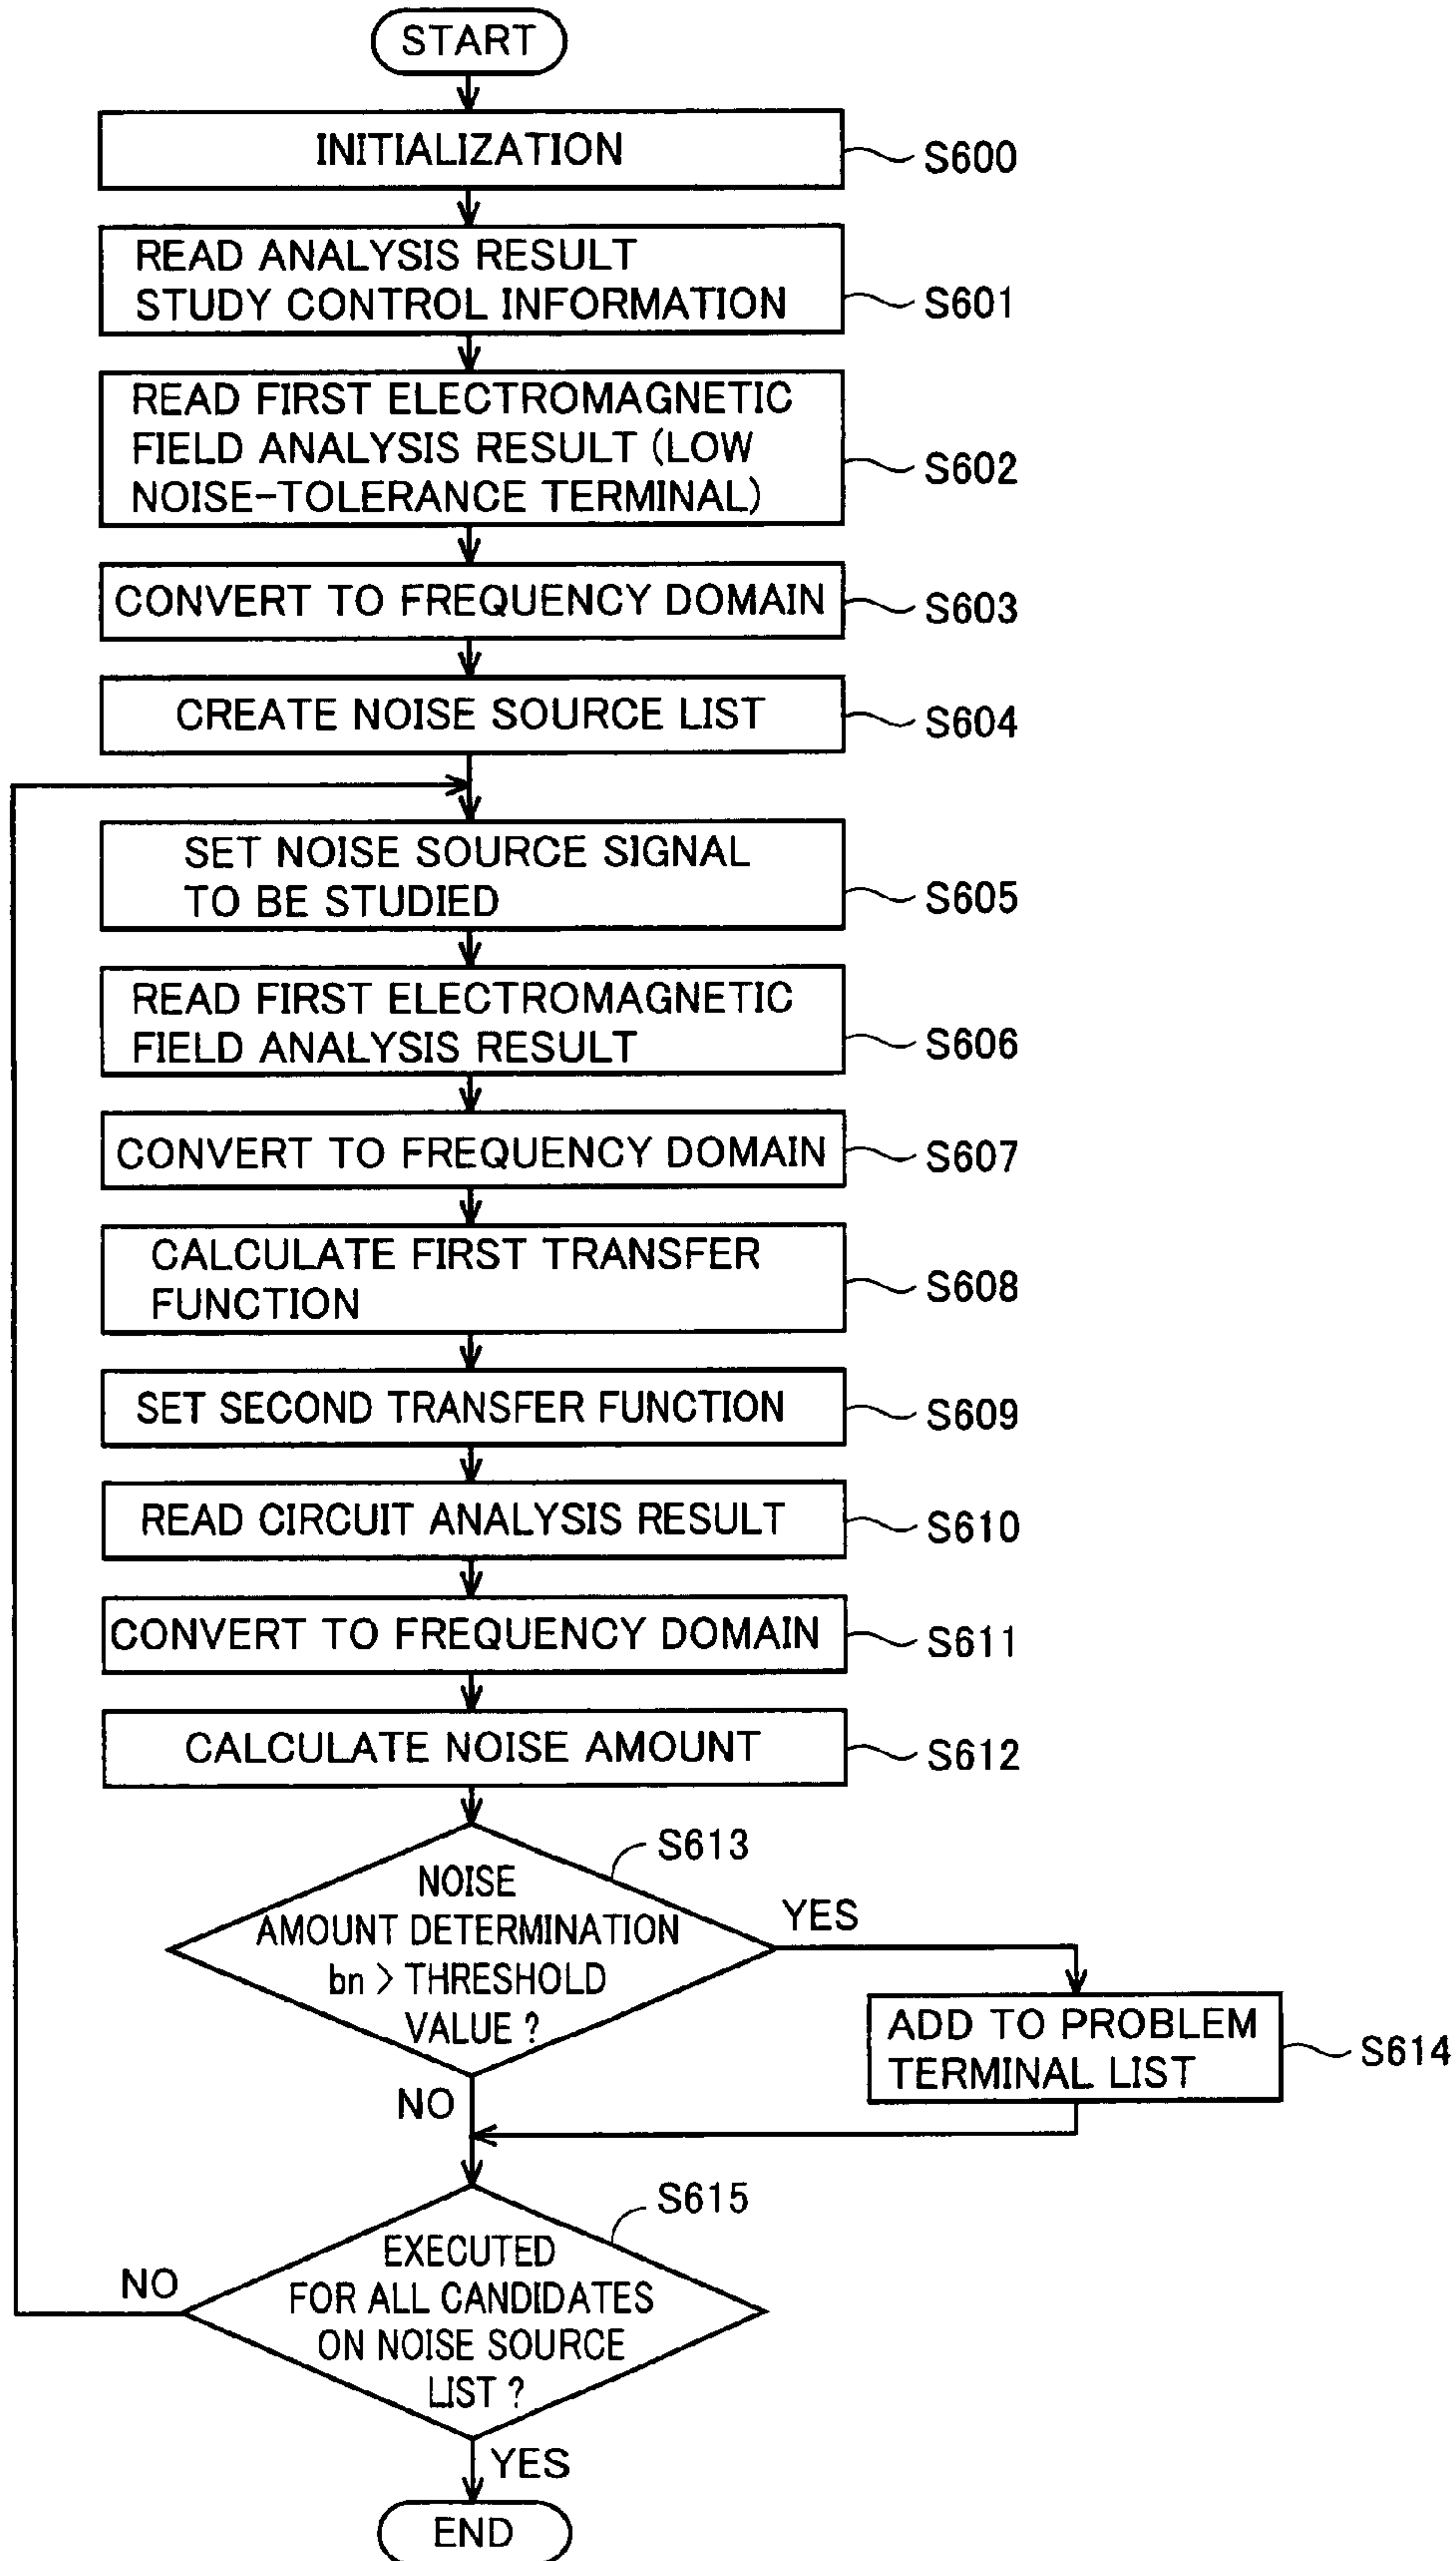 START
INITIALIZATION
S600
READ ANALYSIS RESULT
STUDY CONTROL INFORMATION
S601
READ FIRST ELECTROMAGNETIC
FIELD ANALYSIS RESULT (LOW
NOISE-TOLERANCE TERMINAL)
S602
CONVERT TO FREQUENCY DOMAIN
S603
CREATE NOISE SOURCE LIST
S604
SET NOISE SOURCE SIGNAL
TO BE STUDIED
S605
READ FIRST ELECTROMAGNETIC
FIELD ANALYSIS RESULT
S606
CONVERT TO FREQUENCY DOMAIN
S607
CALCULATE FIRST TRANSFER
FUNCTION
S608
SET SECOND TRANSFER FUNCTION
S609
READ CIRCUIT ANALYSIS RESULT
S610
CONVERT TO FREQUENCY DOMAIN
S611
CALCULATE NOISE AMOUNT
S612
S613
NOISE
AMOUNT DETERMINATION
bn > THRESHOLD
VALUE ?
YES
ADD TO PROBLEM
TERMINAL LIST
S614
NO
S615
EXECUTED
FOR ALL CANDIDATES
ON NOISE SOURCE
LIST ?
NO
YES
END